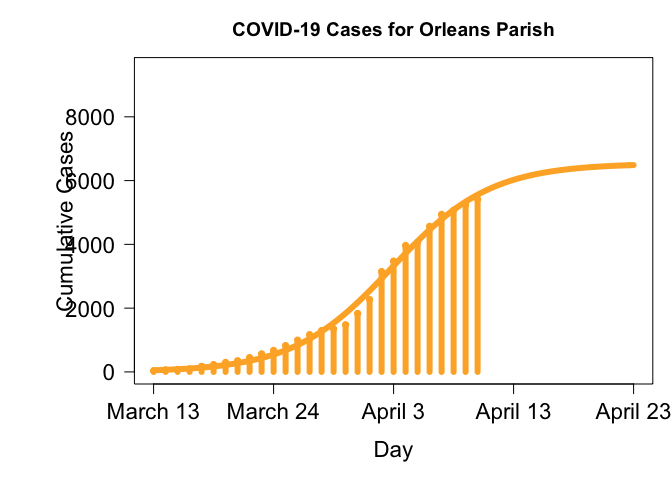 COVID-19 Cases for Orleans Parish
Cumulative Cases
8000
6000
4000
2000
0
March 13 March 24 April 3 April 13 April 23
Day